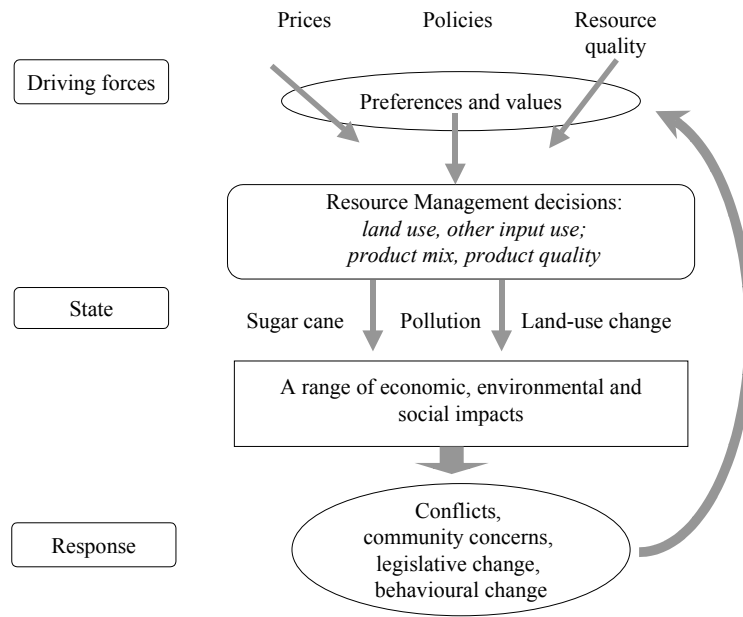 Prices
Policies
Resource
quality
Driving forces
Preferences and values
Resource Management decisions:
land use, other input use;
product mix, product quality
State
Sugar cane
Pollution
Land-use change
A range of economic, environmental and
social impacts
Response
Conflicts,
community concerns,
legislative change,
behavioural change